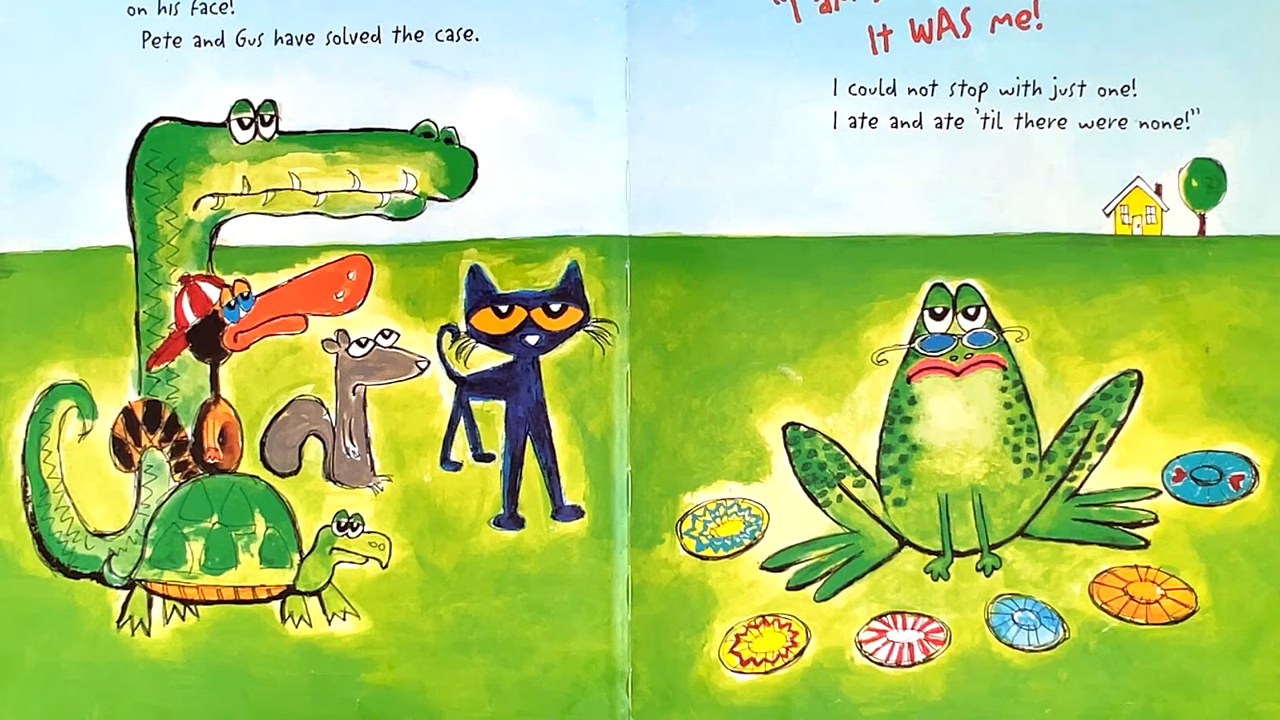 on his face!
Pete and Gus have solved the case.
It WAS me!
I could not stop with just one!
I ate and ate 'til there were none!"